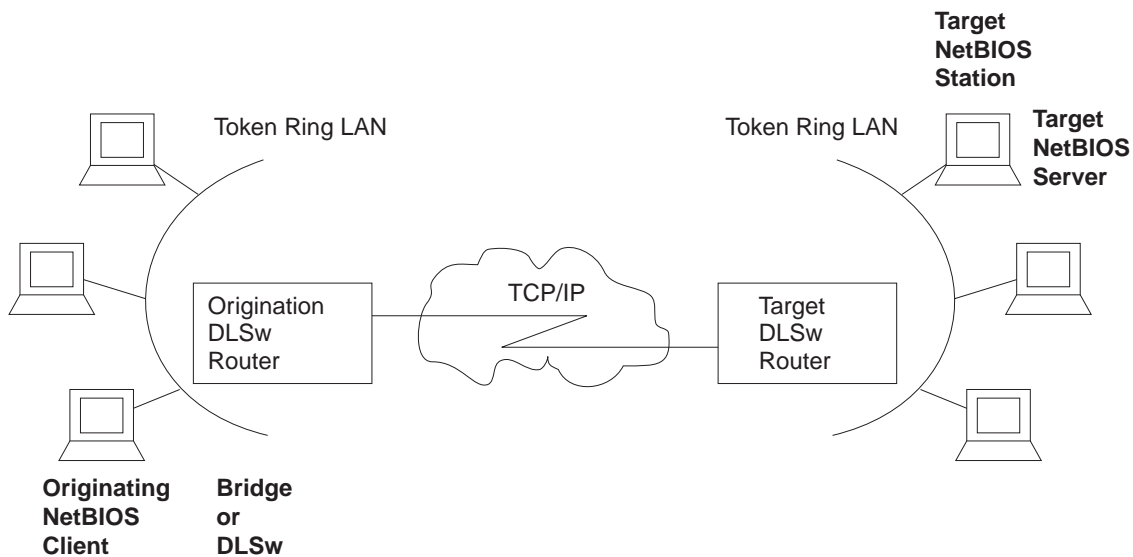 Target
NetBIOS
Station
Token Ring LAN
Token Ring LAN
Target
NetBIOS
Server
Origination
DLSw
Router
TCP/IP
Target
DLSw
Router
Originating
NetBIOS
Client
Bridge
or
DLSw